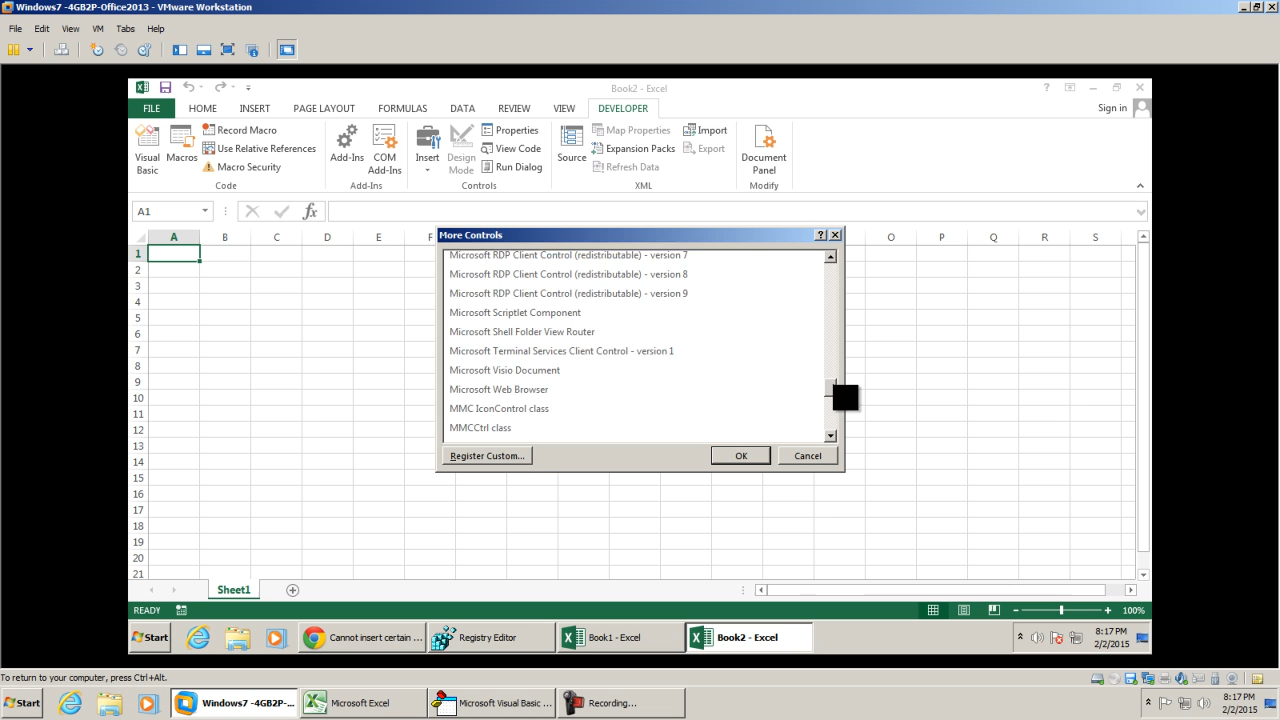 Windows7 -4GB2P-Office2013 - VMware Workstation
File Edit View VM Tabs Help
Book2 - Excel
?
FILE HOME INSERT PAGE LAYOUT FORMULAS DATA REVIEW VIEW DEVELOPER
Sign in
Visual Basic
Macros
Record Macro
Use Relative References
Macro Security
Code
Add-Ins
COM Add-Ins
Add-Ins
Insert
Design Mode
Properties
View Code
Run Dialog
Controls
Source
Map Properties
Expansion Packs
Refresh Data
Import
Export
XML
Document Panel
Modify
A1
fx
A B C D E F O P Q R S
1
2
3
4
5
6
7
8
9
10
11
12
13
14
15
16
17
18
19
20
21
More Controls
?
Microsoft RDP Client Control (redistributable) - version 7
Microsoft RDP Client Control (redistributable) - version 8
Microsoft RDP Client Control (redistributable) - version 9
Microsoft Scriptlet Component
Microsoft Shell Folder View Router
Microsoft Terminal Services Client Control - version 1
Microsoft Visio Document
Microsoft Web Browser
MMC IconControl class
MMCCtrl class
Register Custom... OK Cancel
Sheet1
READY
100%
Start
Cannot insert certain ...
Registry Editor
Book1 - Excel
Book2 - Excel
8:17 PM
2/2/2015
To return to your computer, press Ctrl+Alt.
Start
Windows7 -4GB2P-...
Microsoft Excel
Microsoft Visual Basic ...
Recording...
8:17 PM
2/2/2015